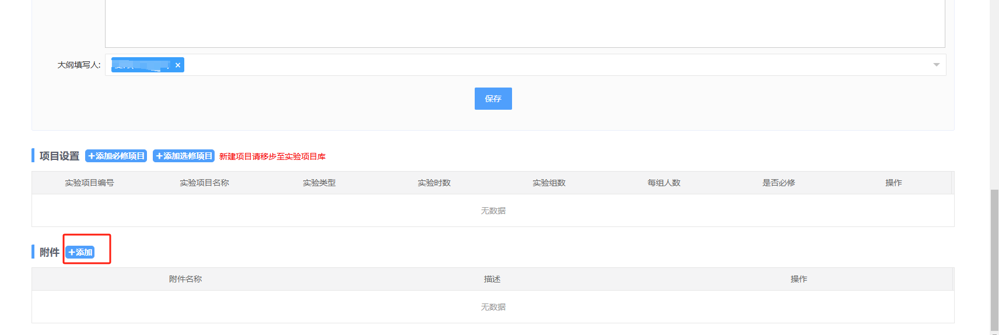 大纲填写人:
×
保存
项目设置 +添加必修项目 +添加选修项目 新建项目请移步至实验项目库
实验项目编号 实验项目名称 实验类型 实验时数 实验组数 每组人数 是否必修 操作
无数据
附件 +添加
附件名称 描述 操作
无数据